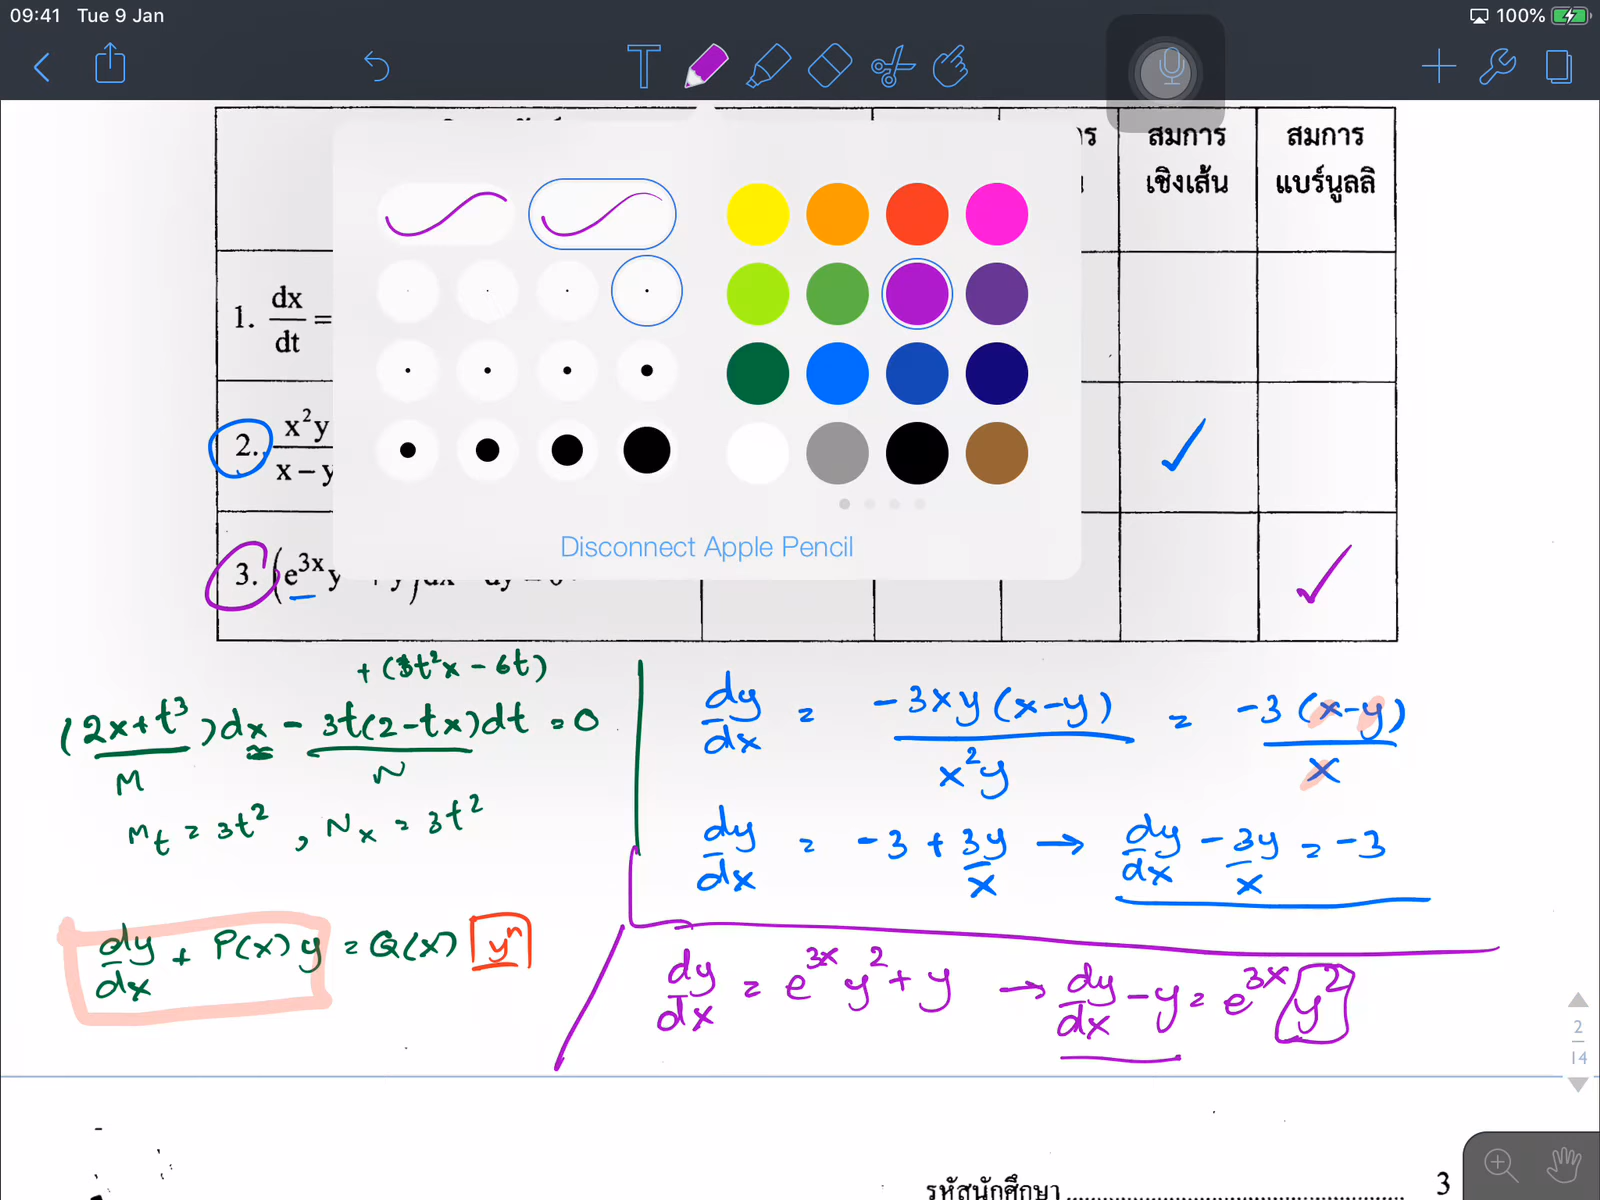 09:41 Tue 9 Jan 100%
สมการ เชิงเส้น
สมการ แบร์นูลลิ
1. dx/dt =
2. x²y / x – y
3. (e³ˣy
Disconnect Apple Pencil
+ (3t²x - 6t)
(2x+t³)dx - 3t(2-tx)dt = 0
M N
Mt = 3t², Nx = 3t²
dy/dx + P(x)y = Q(x) yⁿ
dy/dx = -3xy(x-y) / x²y = -3(x-y) / x
dy/dx = -3 + 3y/x → dy/dx - 3y/x = -3
dy/dx = e³ˣy² + y → dy/dx - y = e³ˣ y²
2
14
รหัสนักศึกษา 3